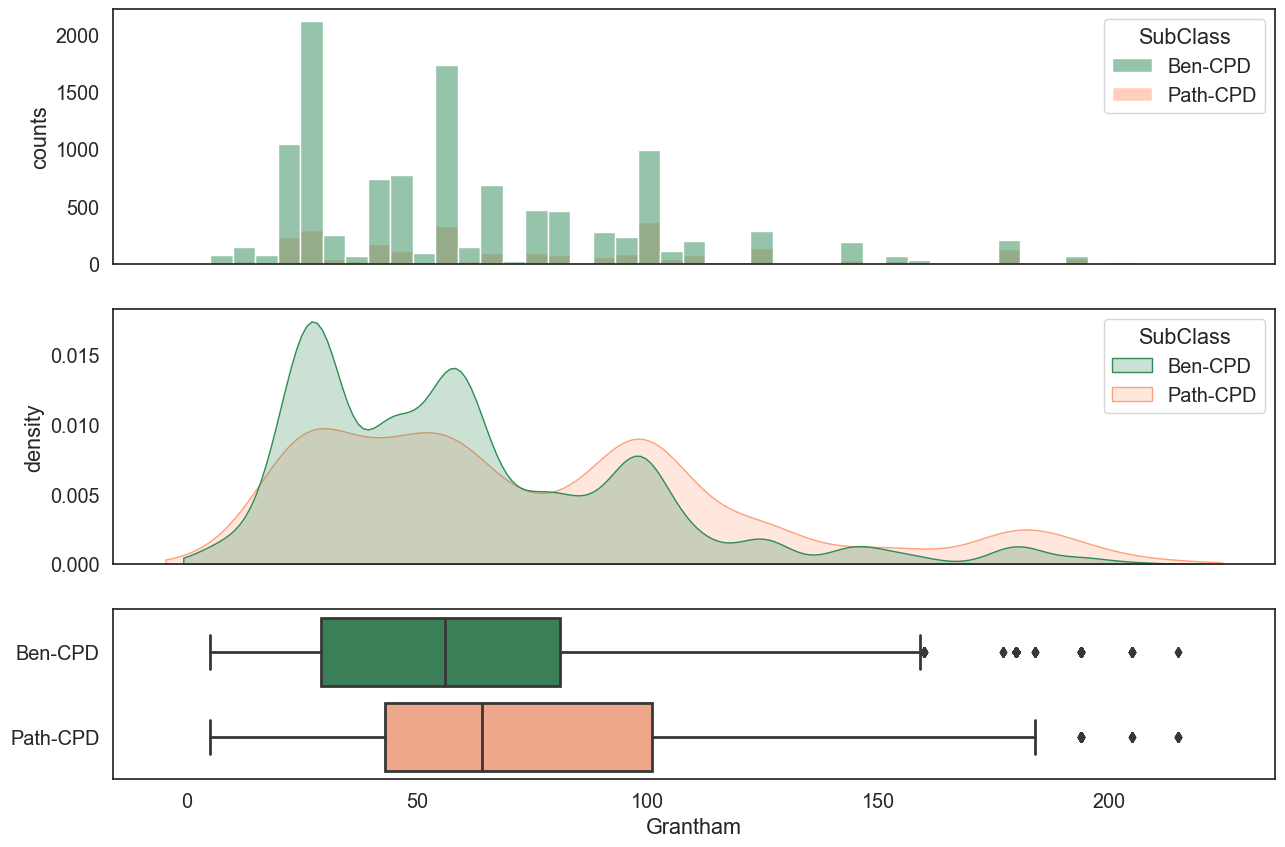 2000
1500
1000
500
0
counts
SubClass
Ben-CPD
Path-CPD
0.015
0.010
0.005
0.000
density
SubClass
Ben-CPD
Path-CPD
Ben-CPD
Path-CPD
0 50 100 150 200
Grantham